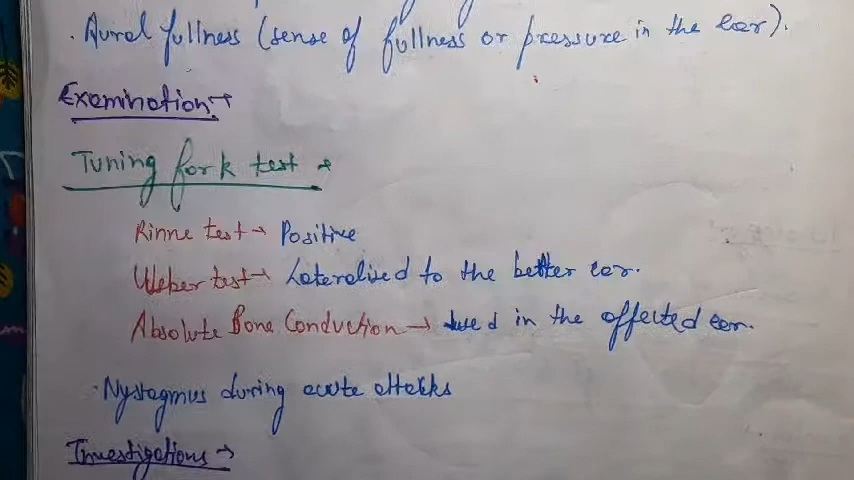 . Aural fullness (sense of fullness or pressure in the ear).
Examination:→
Tuning fork test →
Rinne test → Positive
Weber test → Lateralised to the better ear.
Absolute Bone Conduction → in the affected ear.
· Nystagmus during acute attacks
Investigations →